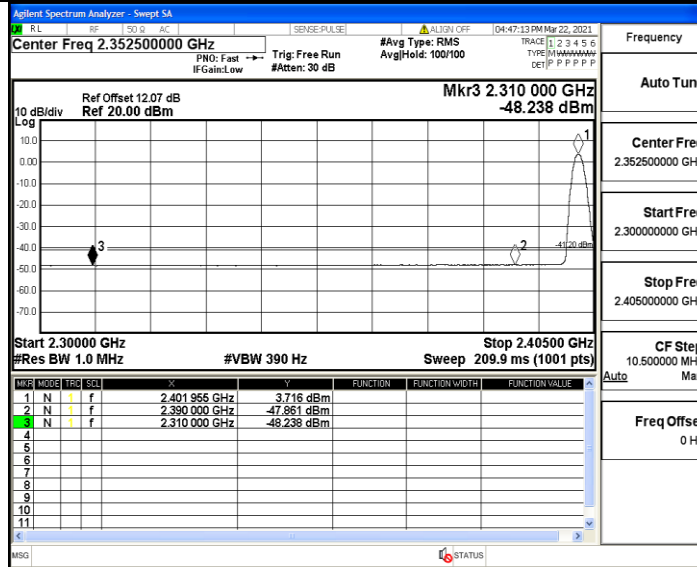 Agilent Spectrum Analyzer - Swept SA
RL RF 50 Ω AC SENSE:PULSE ALIGN OFF 04:47:13 PM Mar 22, 2021
Center Freq 2.352500000 GHz
PNO: Fast
IFGain:Low
Trig: Free Run
#Atten: 30 dB
#Avg Type: RMS
Avg|Hold: 100/100
TRACE 1 2 3 4 5 6
TYPE M W W W W W
DET P P P P P P
Ref Offset 12.07 dB
10 dB/div Ref 20.00 dBm
Log
Mkr3 2.310 000 GHz
-48.238 dBm
10.0
0.00
-10.0
-20.0
-30.0
-40.0
-50.0
-60.0
-70.0
1
2
3
-41.20 dBm
Start 2.30000 GHz Stop 2.40500 GHz
#Res BW 1.0 MHz #VBW 390 Hz Sweep 209.9 ms (1001 pts)
MKR MODE TRC SCL X Y FUNCTION FUNCTION WIDTH FUNCTION VALUE
1 N 1 f 2.401 955 GHz 3.716 dBm
2 N 1 f 2.390 000 GHz -47.861 dBm
3 N 1 f 2.310 000 GHz -48.238 dBm
4
5
6
7
8
9
10
11
MSG STATUS
Frequency
Auto Tun
Center Fre
2.352500000 GH
Start Fre
2.300000000 GH
Stop Fre
2.405000000 GH
CF Step
10.500000 MH
Auto Ma
Freq Offse
0 H